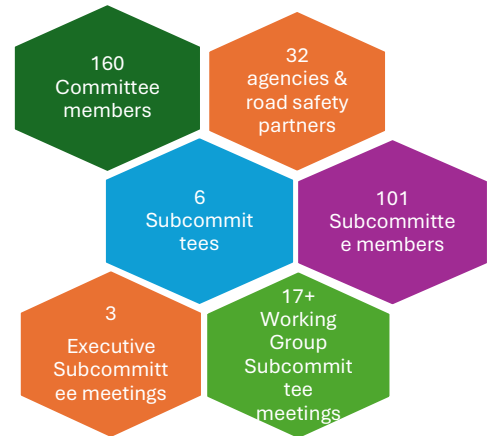 160
Committee
members
32
agencies &
road safety
partners
6
Subcommit
tees
101
Subcommitte
e members
3
Executive
Subcommitt
ee meetings
17+
Working
Group
Subcommit
tee
meetings